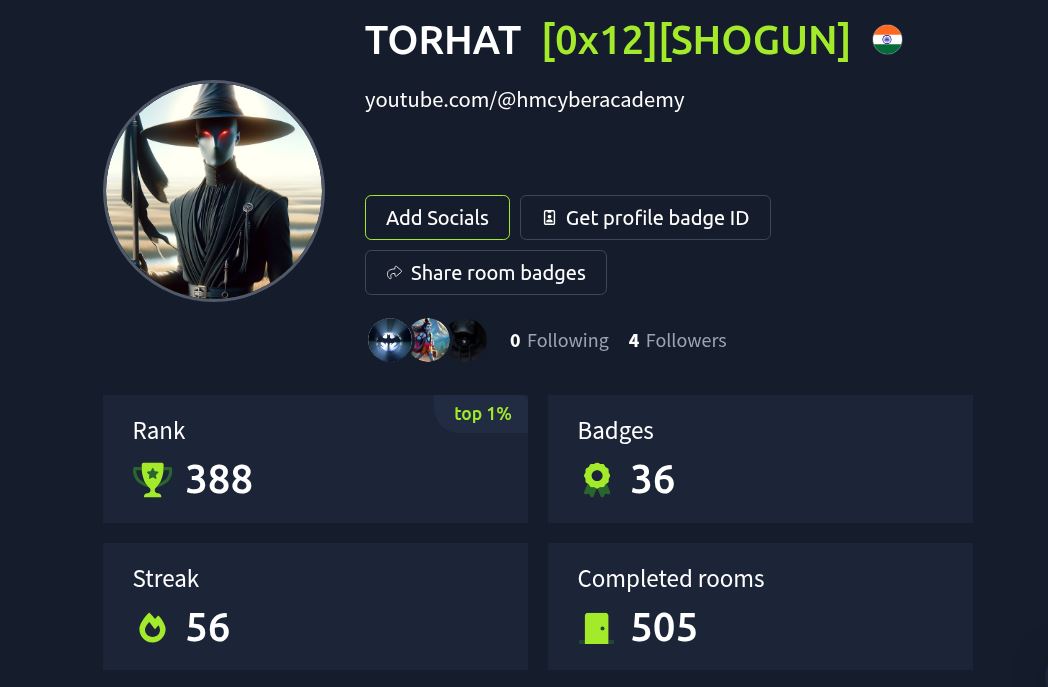 TORHAT [0x12][SHOGUN]
youtube.com/@hmcyberacademy
Add Socials
Get profile badge ID
Share room badges
0 Following 4 Followers
top 1%
Rank
388
Badges
36
Streak
56
Completed rooms
505